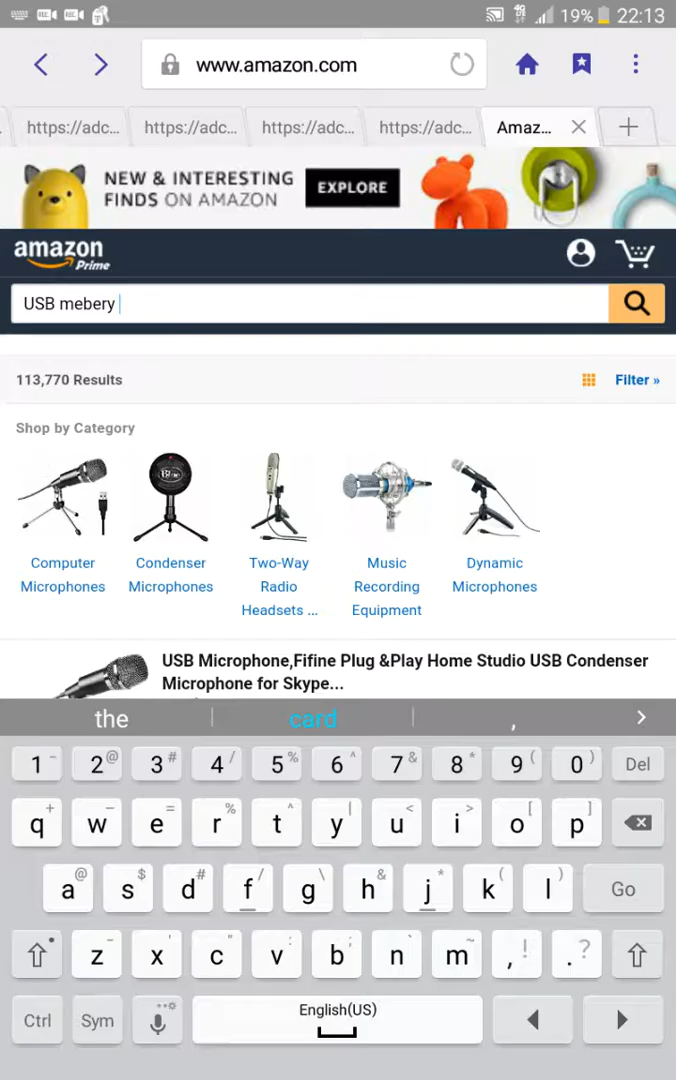 19% 22:13
www.amazon.com
https://adc... https://adc... https://adc... https://adc... Amaz...
NEW & INTERESTING
FINDS ON AMAZON
EXPLORE
amazon
Prime
USB mebery
113,770 Results
Filter »
Shop by Category
Computer Microphones
Condenser Microphones
Two-Way Radio Headsets ...
Music Recording Equipment
Dynamic Microphones
USB Microphone,Fifine Plug &Play Home Studio USB Condenser
Microphone for Skype...
the card ,
1 - 2 @ 3 # 4 / 5 % 6 ^ 7 & 8 * 9 ( 0 ) Del
q + w – e = r % t ^ y | u < i > o [ p ]
a @ s $ d # f / g \ h & j * k ( l ) Go
z - x ' c " v : b ; n ` m ~ , ! . ?
Ctrl Sym English(US)